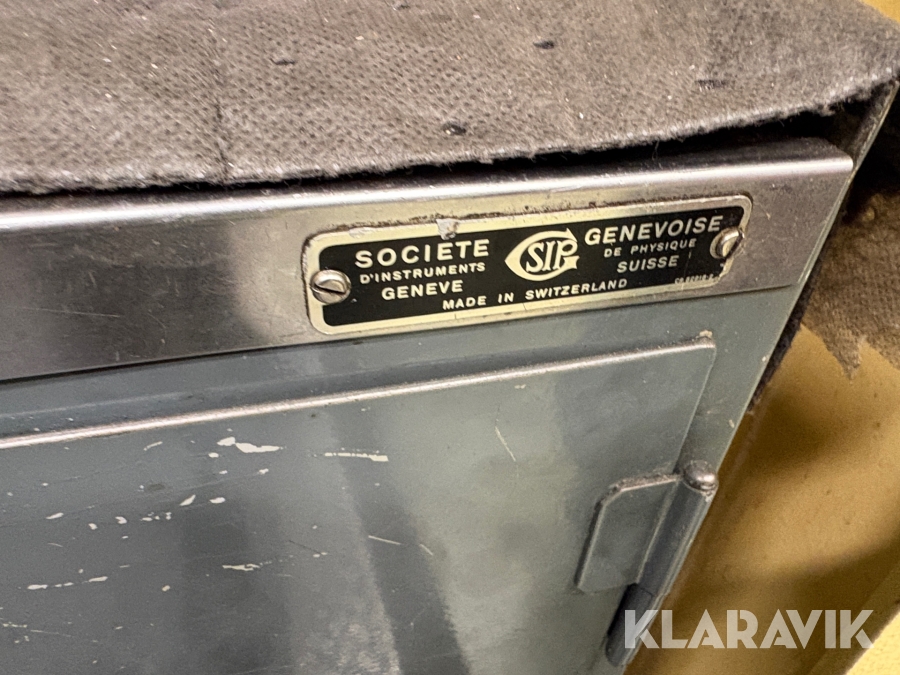 SOCIETE GENEVOISE
D'INSTRUMENTS DE PHYSIQUE
GENEVE SUISSE
SIP
MADE IN SWITZERLAND
KLARAVIK